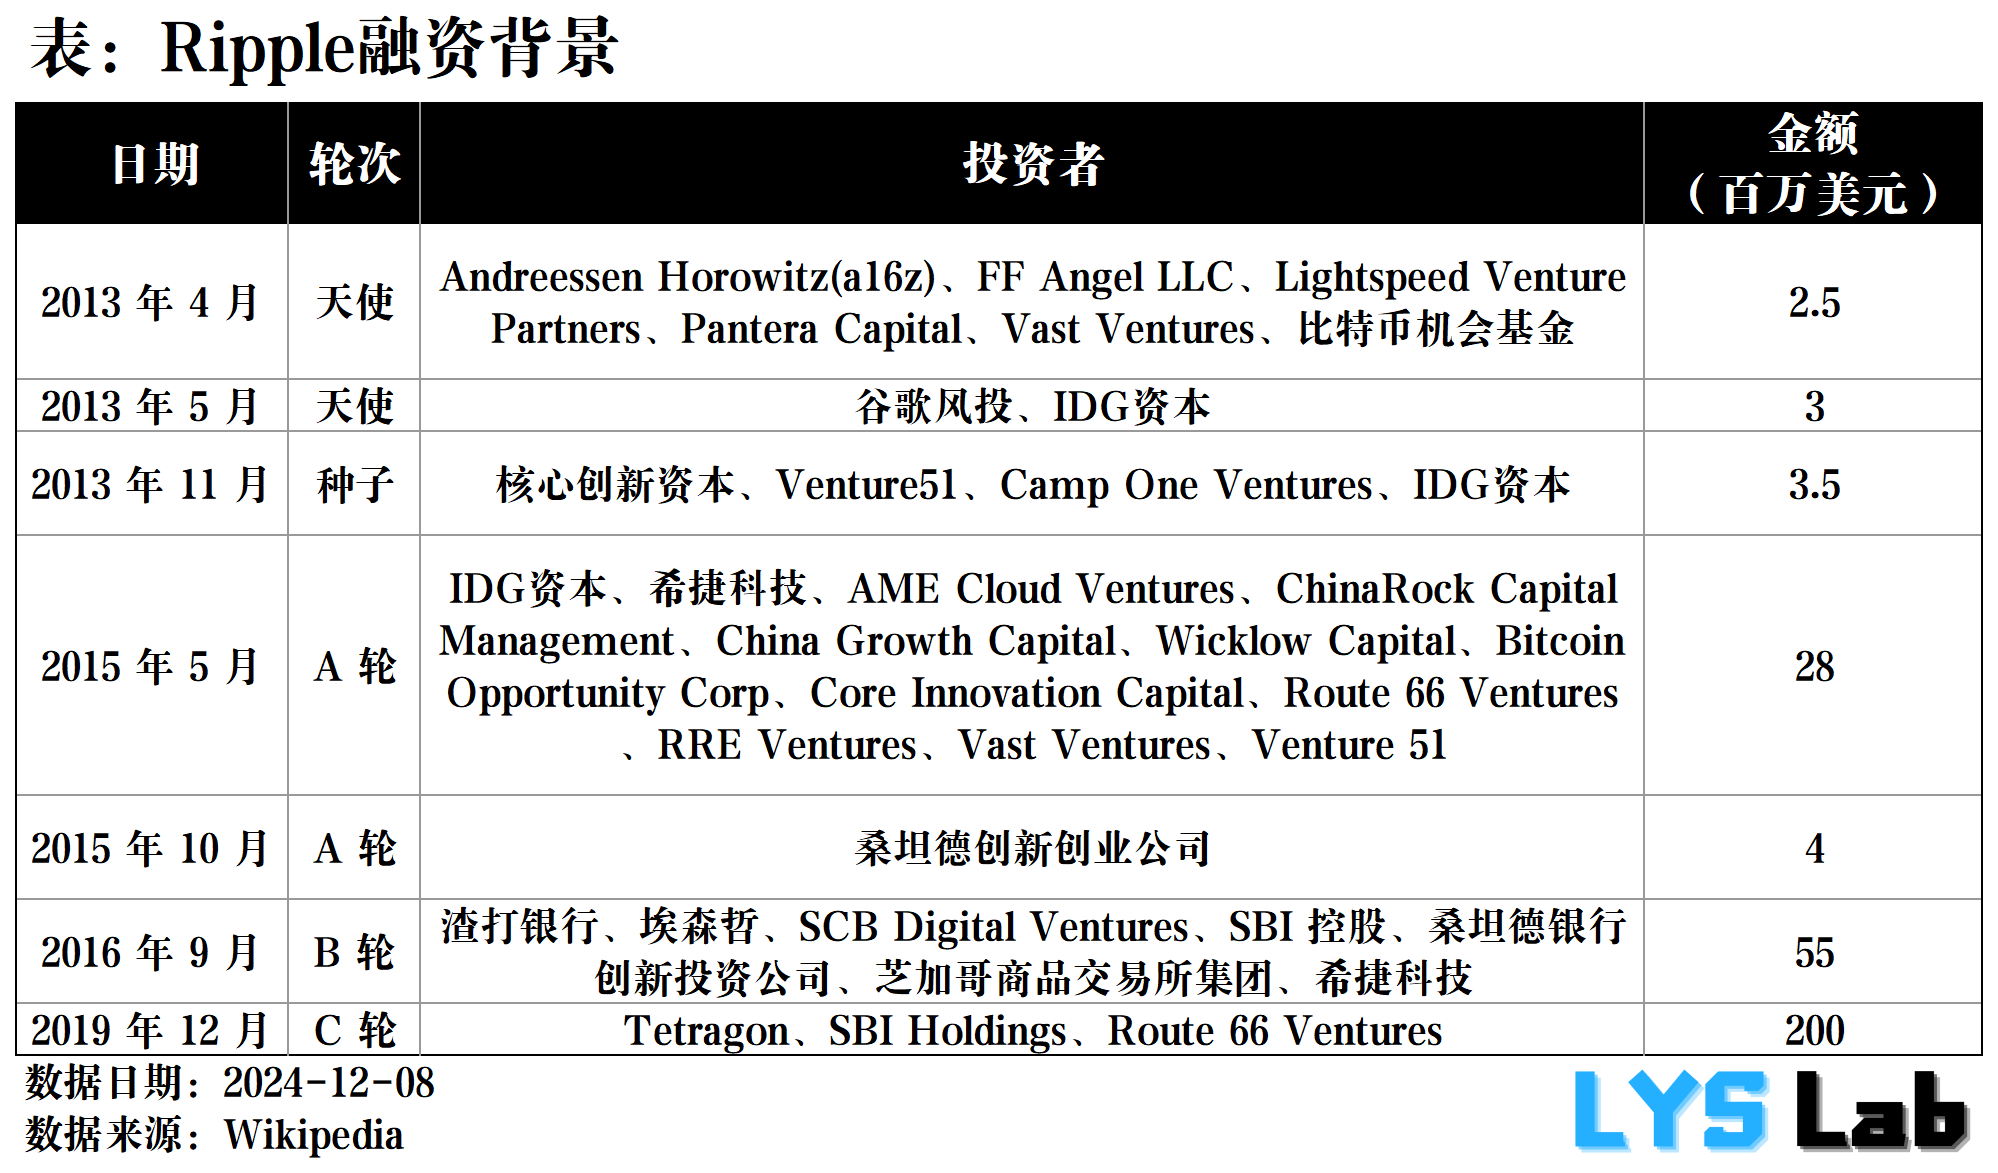 表：Ripple融资背景
日期 轮次 投资者 金额
（百万美元）
2013 年 4 月 天使 Andreessen Horowitz(a16z)、FF Angel LLC、Lightspeed Venture
Partners、Pantera Capital、Vast Ventures、比特币机会基金 2.5
2013 年 5 月 天使 谷歌风投、IDG资本 3
2013 年 11 月 种子 核心创新资本、Venture51、Camp One Ventures、IDG资本 3.5
2015 年 5 月 A 轮 IDG资本、希捷科技、AME Cloud Ventures、ChinaRock Capital
Management、China Growth Capital、Wicklow Capital、Bitcoin
Opportunity Corp、Core Innovation Capital、Route 66 Ventures
、RRE Ventures、Vast Ventures、Venture 51 28
2015 年 10 月 A 轮 桑坦德创新创业公司 4
2016 年 9 月 B 轮 渣打银行、埃森哲、SCB Digital Ventures、SBI 控股、桑坦德银行
创新投资公司、芝加哥商品交易所集团、希捷科技 55
2019 年 12 月 C 轮 Tetragon、SBI Holdings、Route 66 Ventures 200
数据日期：2024-12-08
数据来源：Wikipedia
LYS Lab